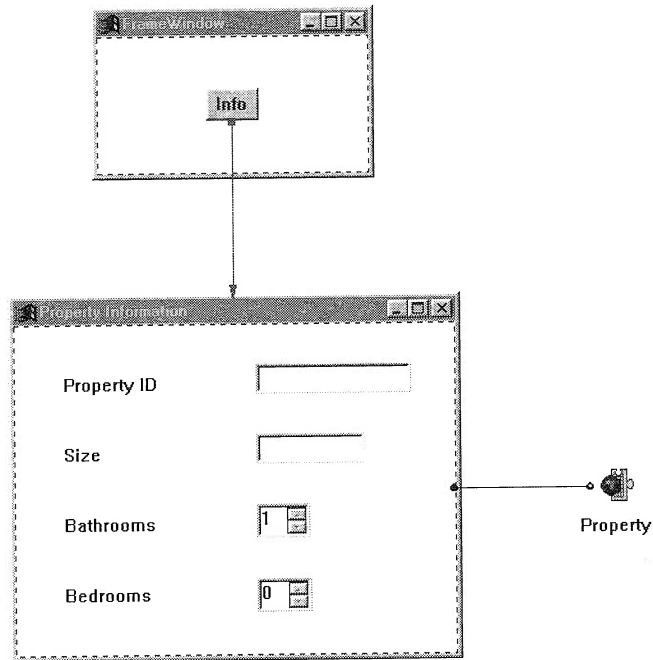 FrameWindow
Info
Property Information
Property ID
Size
Bathrooms 1
Property
Bedrooms 0